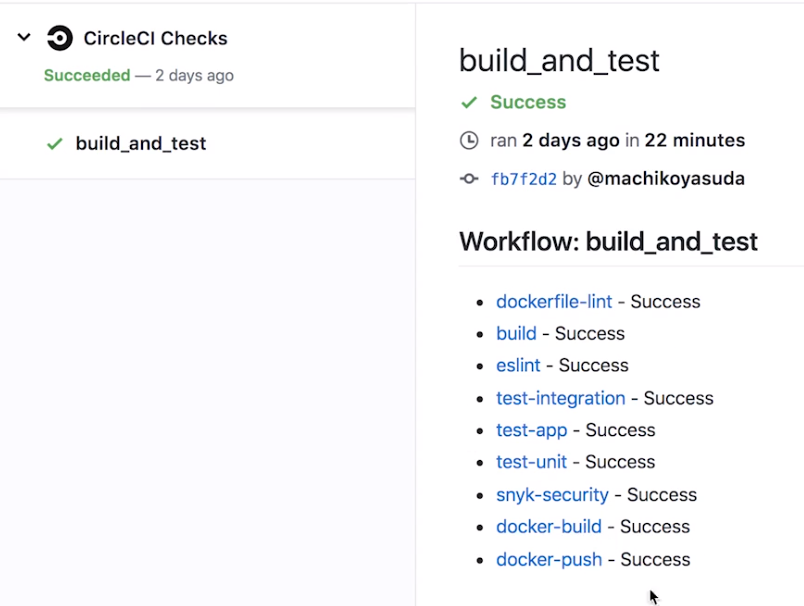 CircleCI Checks
Succeeded — 2 days ago
build_and_test
build_and_test
Success
ran 2 days ago in 22 minutes
fb7f2d2 by @machikoyasuda
Workflow: build_and_test
dockerfile-lint - Success
build - Success
eslint - Success
test-integration - Success
test-app - Success
test-unit - Success
snyk-security - Success
docker-build - Success
docker-push - Success